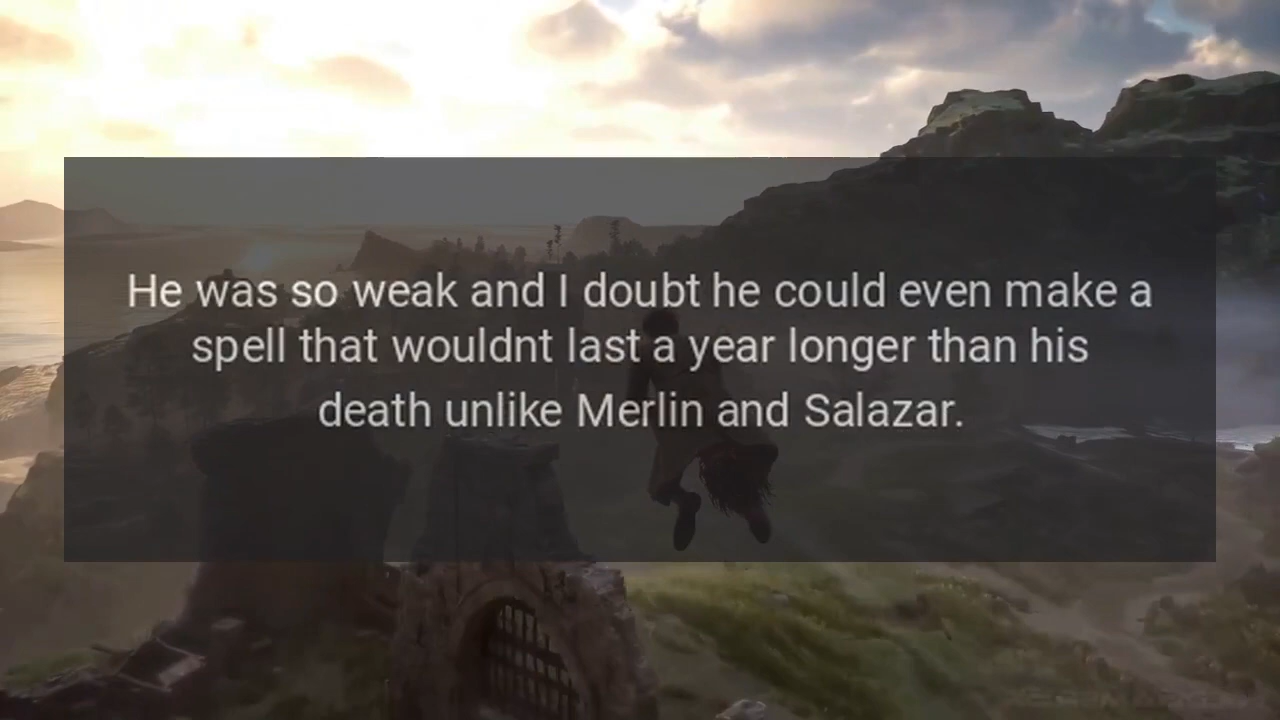 He was so weak and I doubt he could even make a
spell that wouldnt last a year longer than his
death unlike Merlin and Salazar.